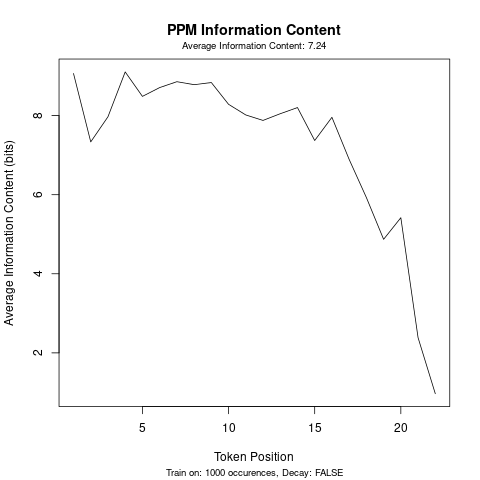 PPM Information Content
Average Information Content: 7.24
Average Information Content (bits)
8
6
4
2
5
10
15
20
Token Position
Train on: 1000 occurences, Decay: FALSE